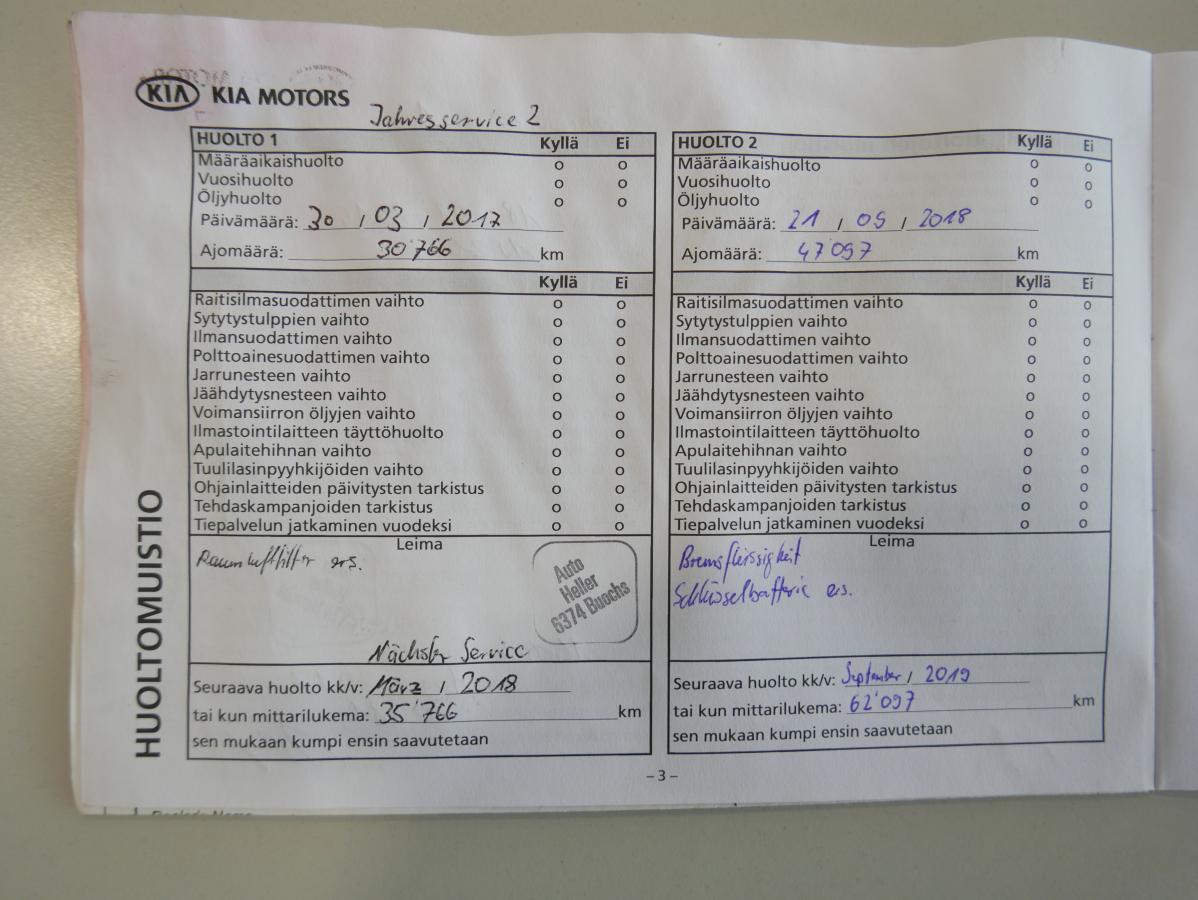 KIA KIA MOTORS
Jahresservice 2
HUOLTO 1 Kyllä Ei
Määräaikaishuolto o o
Vuosihuolto o o
Öljyhuolto o o
Päivämäärä: 30 / 03 / 2017
Ajomäärä: 30'766 km
Kyllä Ei
Raitisilmasuodattimen vaihto o o
Sytytystulppien vaihto o o
Ilmansuodattimen vaihto o o
Polttoainesuodattimen vaihto o o
Jarrunesteen vaihto o o
Jäähdytysnesteen vaihto o o
Voimansiirron öljyjen vaihto o o
Ilmastointilaitteen täyttöhuolto o o
Apulaitehihnan vaihto o o
Tuulilasinpyyhkijöiden vaihto o o
Ohjainlaitteiden päivitysten tarkistus o o
Tehdaskampanjoiden tarkistus o o
Tiepalvelun jatkaminen vuodeksi o o
Leima
Raumluftfilter ers.
Auto
Heller
6374 Buochs
Nächster Service
Seuraava huolto kk/v: März / 2018
tai kun mittarilukema: 35'766 km
sen mukaan kumpi ensin saavutetaan
HUOLTO 2 Kyllä Ei
Määräaikaishuolto o o
Vuosihuolto o o
Öljyhuolto o o
Päivämäärä: 21 / 09 / 2018
Ajomäärä: 47'097 km
Kyllä Ei
Raitisilmasuodattimen vaihto o o
Sytytystulppien vaihto o o
Ilmansuodattimen vaihto o o
Polttoainesuodattimen vaihto o o
Jarrunesteen vaihto o o
Jäähdytysnesteen vaihto o o
Voimansiirron öljyjen vaihto o o
Ilmastointilaitteen täyttöhuolto o o
Apulaitehihnan vaihto o o
Tuulilasinpyyhkijöiden vaihto o o
Ohjainlaitteiden päivitysten tarkistus o o
Tehdaskampanjoiden tarkistus o o
Tiepalvelun jatkaminen vuodeksi o o
Leima
Bremsflüssigkeit
Schlüsselbatterie ers.
Seuraava huolto kk/v: September / 2019
tai kun mittarilukema: 62'097 km
sen mukaan kumpi ensin saavutetaan
HUOLTOMUISTIO
– 3 –